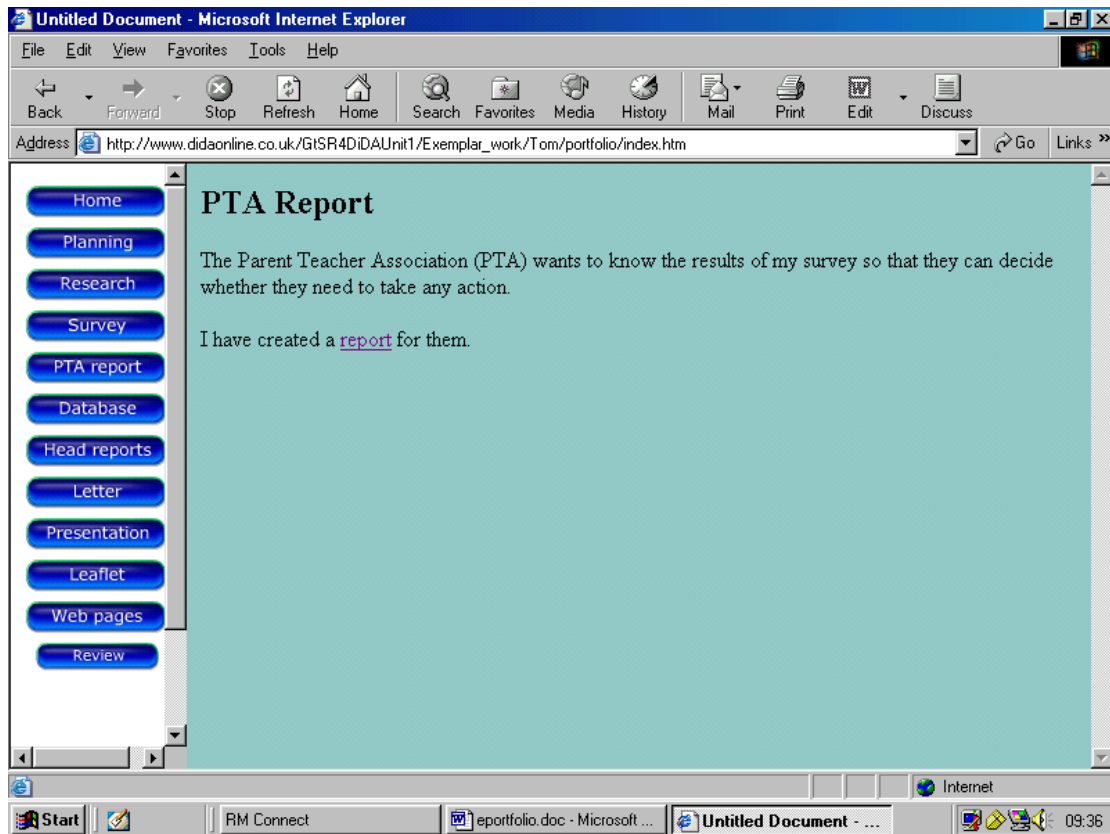 Untitled Document - Microsoft Internet Explorer
File Edit View Favorites Tools Help
Back Forward Stop Refresh Home Search Favorites Media History Mail Print Edit Discuss
Address http://www.didaonline.co.uk/GtSR4DiDAUnit1/Exemplar_work/Tom/portfolio/index.htm Go Links »
Home
Planning
Research
Survey
PTA report
Database
Head reports
Letter
Presentation
Leaflet
Web pages
Review
PTA Report
The Parent Teacher Association (PTA) wants to know the results of my survey so that they can decide
whether they need to take any action.
I have created a report for them.
Internet
Start RM Connect eportfolio.doc - Microsoft ... Untitled Document - ... 09:36